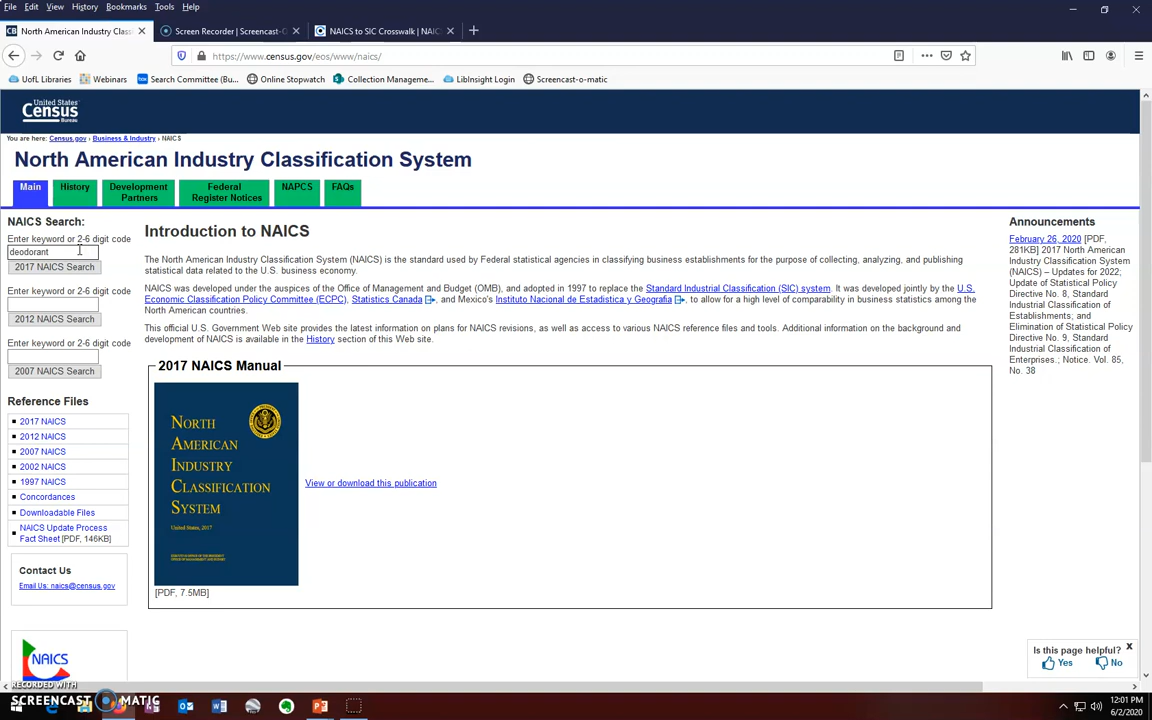 File Edit View History Bookmarks Tools Help
North American Industry Classi Screen Recorder | Screencast-O NAICS to SIC Crosswalk | NAIC
https://www.census.gov/eos/www/naics/
UofL Libraries Webinars Search Committee (Bu... Online Stopwatch Collection Manageme... LibInsight Login Screencast-o-matic
United States
Census
Bureau
You are here: Census.gov › Business & Industry › NAICS
North American Industry Classification System
Main History Development Partners Federal Register Notices NAPCS FAQs
NAICS Search:
Enter keyword or 2-6 digit code
deodorant
2017 NAICS Search
Enter keyword or 2-6 digit code
2012 NAICS Search
Enter keyword or 2-6 digit code
2007 NAICS Search
Reference Files
2017 NAICS
2012 NAICS
2007 NAICS
2002 NAICS
1997 NAICS
Concordances
Downloadable Files
NAICS Update Process
Fact Sheet [PDF, 146KB]
Contact Us
Email Us: naics@census.gov
NAICS
Introduction to NAICS
The North American Industry Classification System (NAICS) is the standard used by Federal statistical agencies in classifying business establishments for the purpose of collecting, analyzing, and publishing
statistical data related to the U.S. business economy.
NAICS was developed under the auspices of the Office of Management and Budget (OMB), and adopted in 1997 to replace the Standard Industrial Classification (SIC) system. It was developed jointly by the U.S.
Economic Classification Policy Committee (ECPC), Statistics Canada, and Mexico's Instituto Nacional de Estadistica y Geografia, to allow for a high level of comparability in business statistics among the
North American countries.
This official U.S. Government Web site provides the latest information on plans for NAICS revisions, as well as access to various NAICS reference files and tools. Additional information on the background and
development of NAICS is available in the History section of this Web site.
2017 NAICS Manual
NORTH
AMERICAN
INDUSTRY
CLASSIFICATION
SYSTEM
United States, 2017
View or download this publication
[PDF, 7.5MB]
Announcements
February 26, 2020 [PDF,
281KB] 2017 North American
Industry Classification System
(NAICS) – Updates for 2022;
Update of Statistical Policy
Directive No. 8, Standard
Industrial Classification of
Establishments; and
Elimination of Statistical Policy
Directive No. 9, Standard
Industrial Classification of
Enterprises.; Notice. Vol. 85,
No. 38
Is this page helpful? X
Yes No
RECORDED WITH
SCREENCAST MATIC
12:01 PM
6/2/2020